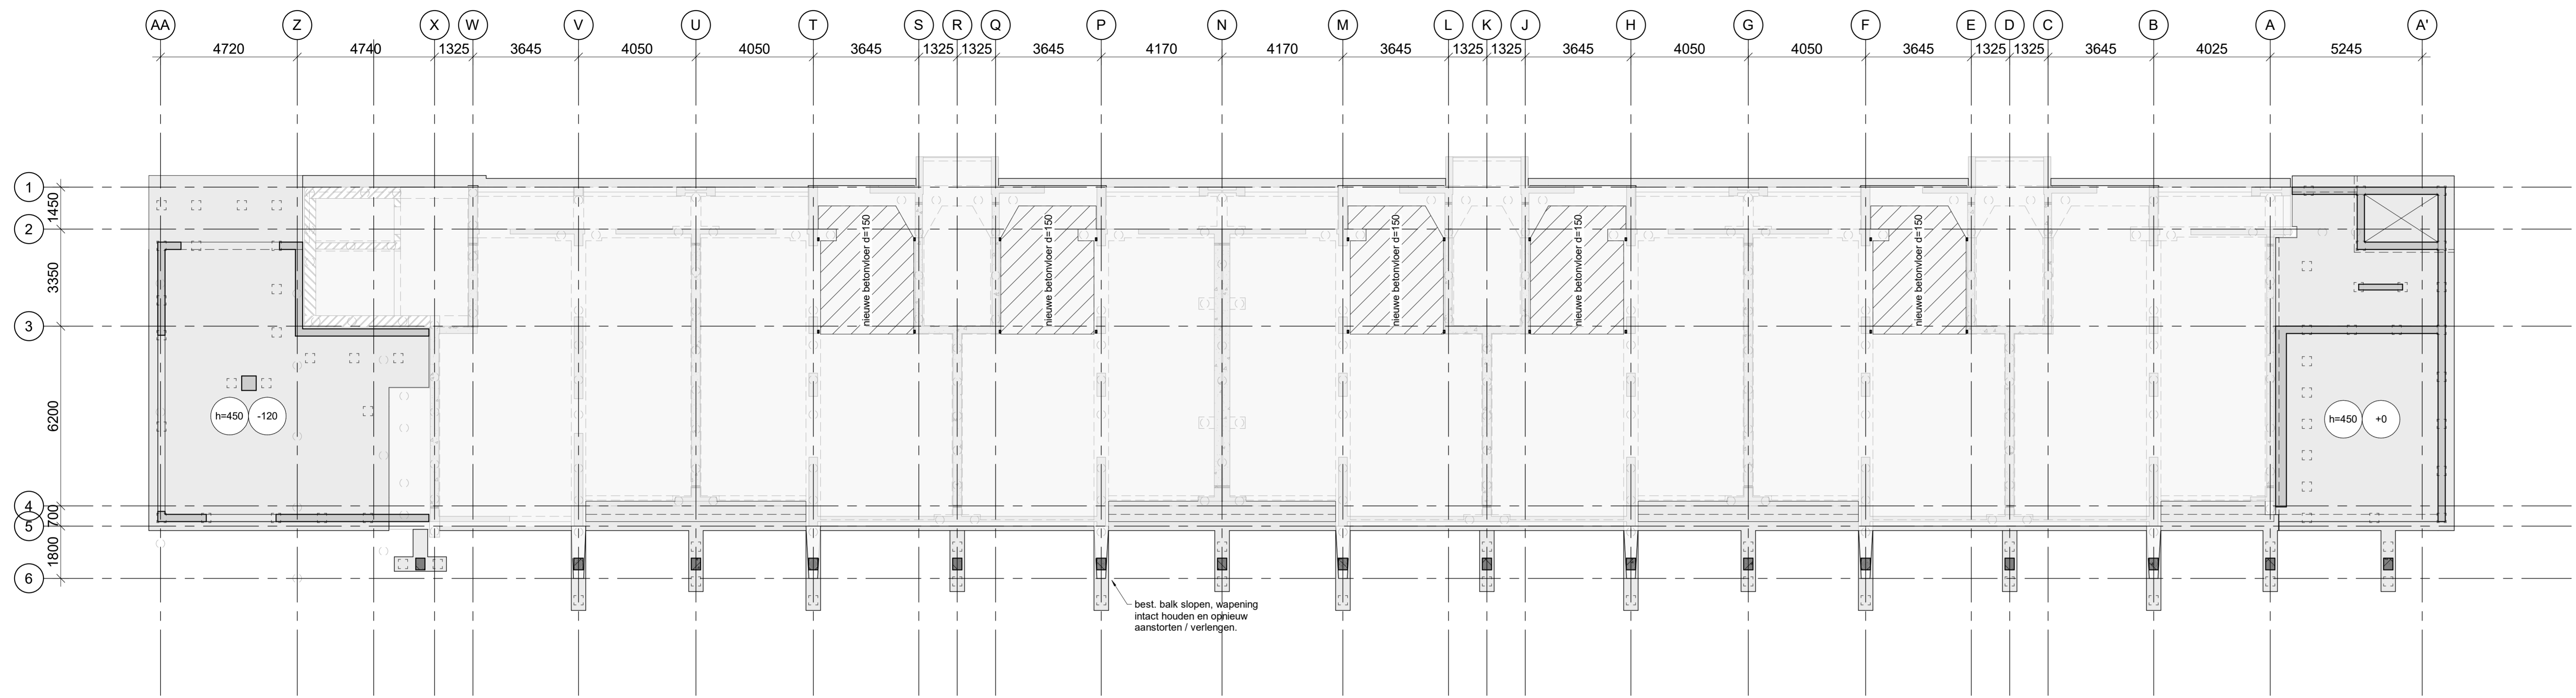 AA Z X W V U T S R Q P N M L K J H G F E D C B A A'
4720 4740 1325 3645 4050 4050 3645 1325 1325 3645 4170 4170 3645 1325 1325 3645 4050 4050 3645 1325 1325 3645 4025 5245
1
1450
2
3350
3
6200
4
700
5
1800
6
nieuwe betonvloer d=150
nieuwe betonvloer d=150
nieuwe betonvloer d=150
nieuwe betonvloer d=150
nieuwe betonvloer d=150
h=450 -120
h=450 +0
best. balk slopen, wapening
intact houden en opnieuw
aanstorten / verlengen.